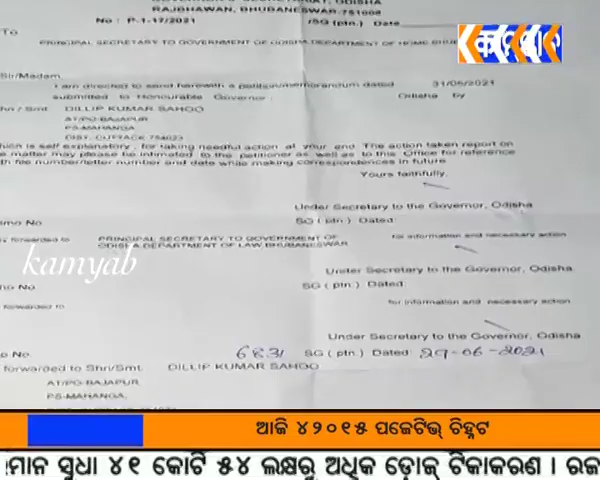 RAJBHAWAN, BHUBANESWAR-751008
No : P-1-17/2021 /SG (ptn.) Date
To
PRINCIPAL SECRETARY TO GOVERNMENT OF ODISHA, DEPARTMENT OF HOME
Sir/Madam
I am directed to send herewith a petition/memorandum dated 31/05/2021
submitted to Honourable Governor, Odisha by
Shri / Smt. DILLIP KUMAR SAHOO
AT/PO-BAJAPUR
PS-MAHANGA
DIST- CUTTACK-754023
which is self explanatory, for taking needful action at your end. The action taken report on
the matter may please be intimated to the petitioner as well as to this Office for reference
with file number/letter number and date while making correspondences in future.
Yours faithfully,
Under Secretary to the Governor, Odisha
Memo No SG ( ptn.) Dated:
forwarded to PRINCIPAL SECRETARY TO GOVERNMENT OF for information and necessary action
ODISHA DEPARTMENT OF LAW, BHUBANESWAR
kamyab
Under Secretary to the Governor, Odisha
No SG ( ptn.) Dated:
forwarded to for information and necessary action
Under Secretary to the Governor, Odisha
No 6831 SG ( ptn.) Dated: 29-06-2021
forwarded to Shri/Smt. DILLIP KUMAR SAHOO
AT/PO-BAJAPUR,
PS-MAHANGA,
ଆଜି ୪୨୦୧୫ ପଜେଟିଭ୍ ଚିହ୍ନଟ
ସୁଧା ୪୧ କୋଟି ୫୪ ଲକ୍ଷରୁ ଅଧିକ ଡ଼ୋଜ୍ ଟିକାକରଣ ।